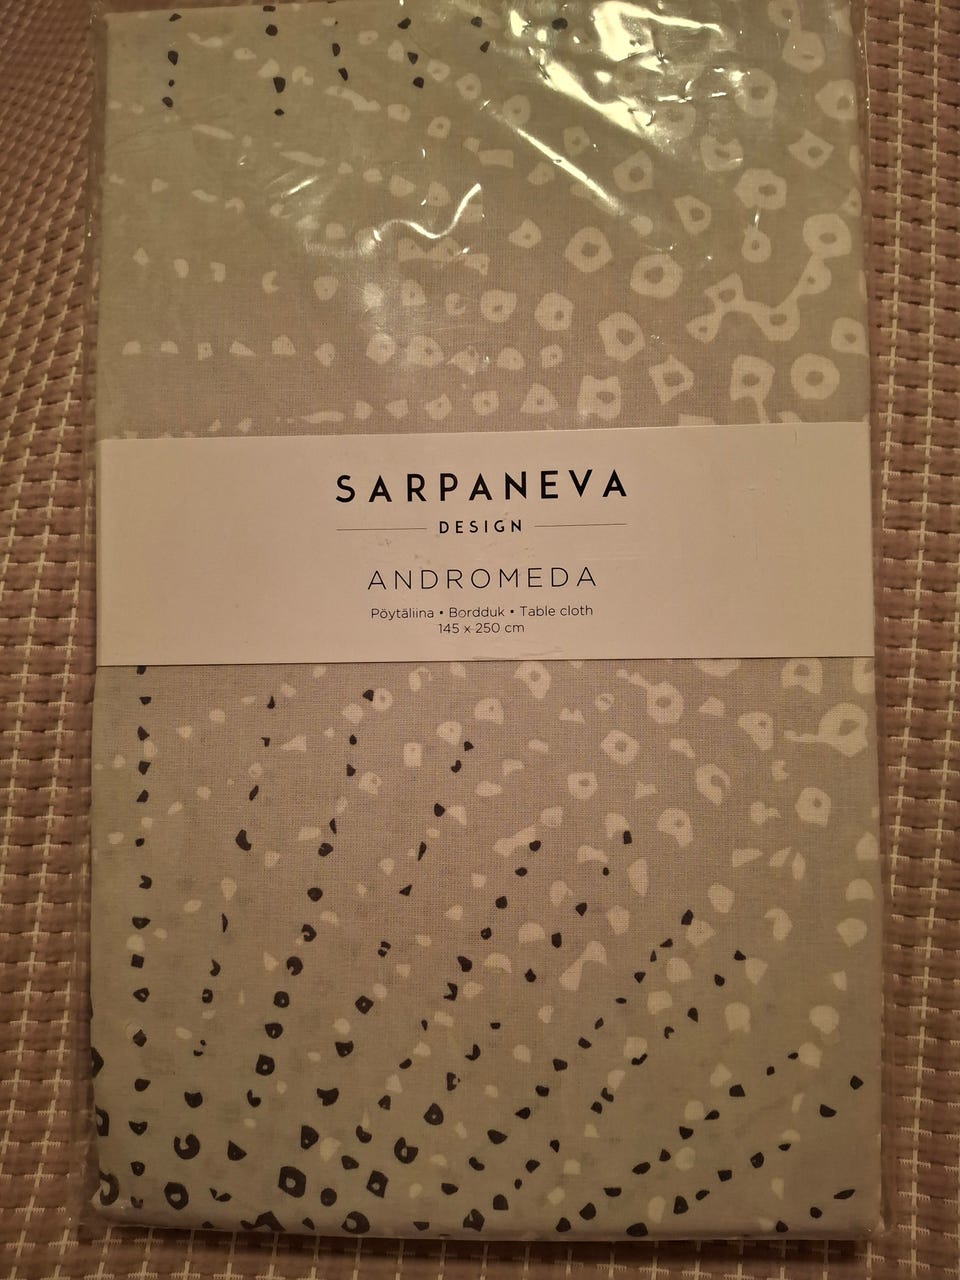 SARPANEVA
DESIGN
ANDROMEDA
Pöytäliina • Bordduk • Table cloth
145 x 250 cm